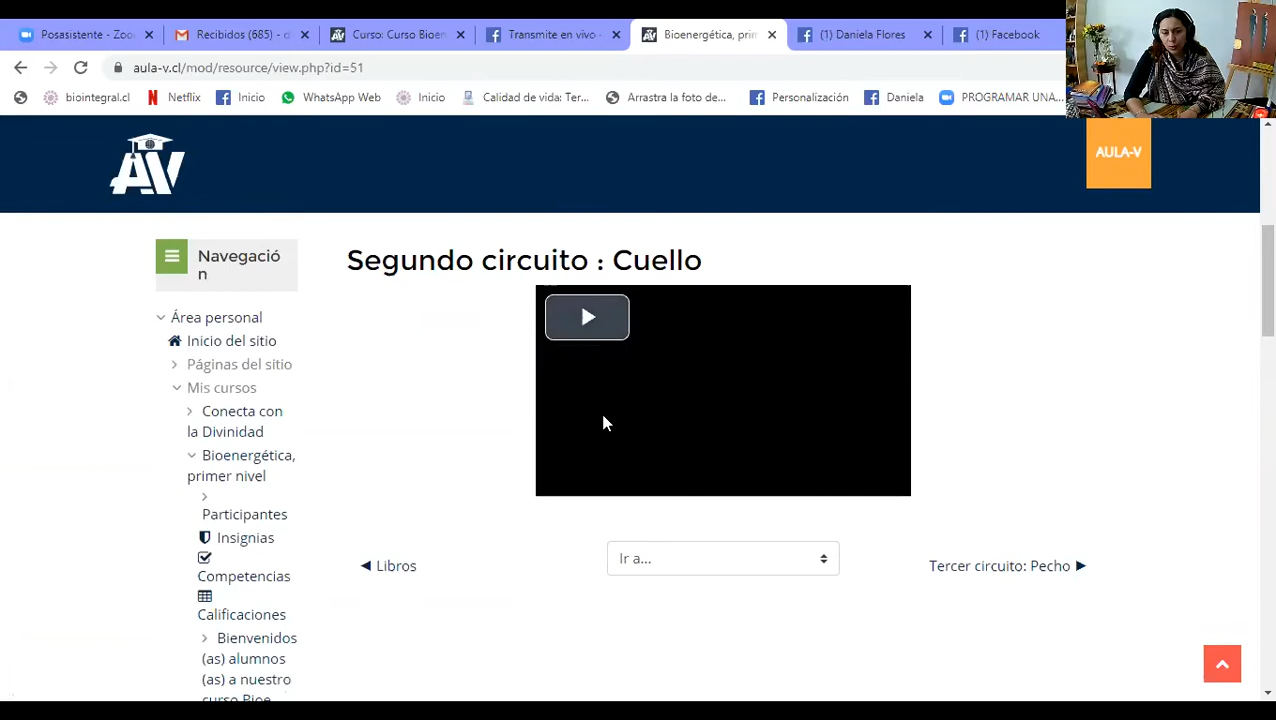 Posasistente - Zoo
Recibidos (685) - d
Curso: Curso Bioen
Transmite en vivo
Bioenergética, prim
(1) Daniela Flores
(1) Facebook
aula-v.cl/mod/resource/view.php?id=51
biointegral.cl
Netflix
Inicio
WhatsApp Web
Inicio
Calidad de vida: Ter...
Arrastra la foto de...
Personalización
Daniela
PROGRAMAR UNA...
AV
AULA-V
Navegació
n
Segundo circuito : Cuello
Área personal
Inicio del sitio
Páginas del sitio
Mis cursos
Conecta con
la Divinidad
Bioenergética,
primer nivel
Participantes
Insignias
Competencias
Calificaciones
Bienvenidos
(as) alumnos
(as) a nuestro
curso Bioe
◀ Libros
Ir a...
Tercer circuito: Pecho ▶